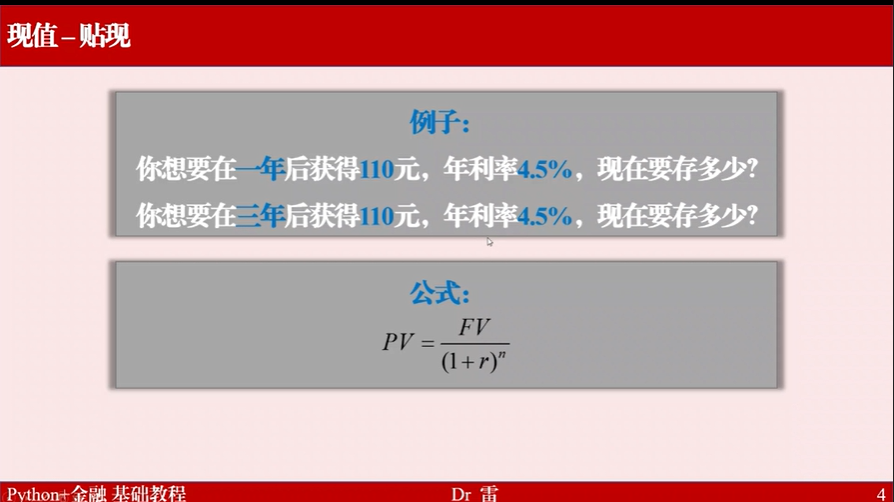 现值–贴现
例子：
你想要在一年后获得110元，年利率4.5%，现在要存多少？
你想要在三年后获得110元，年利率4.5%，现在要存多少？
公式：
PV = FV / (1+r)^n
Python+金融 基础教程 Dr 雷 4